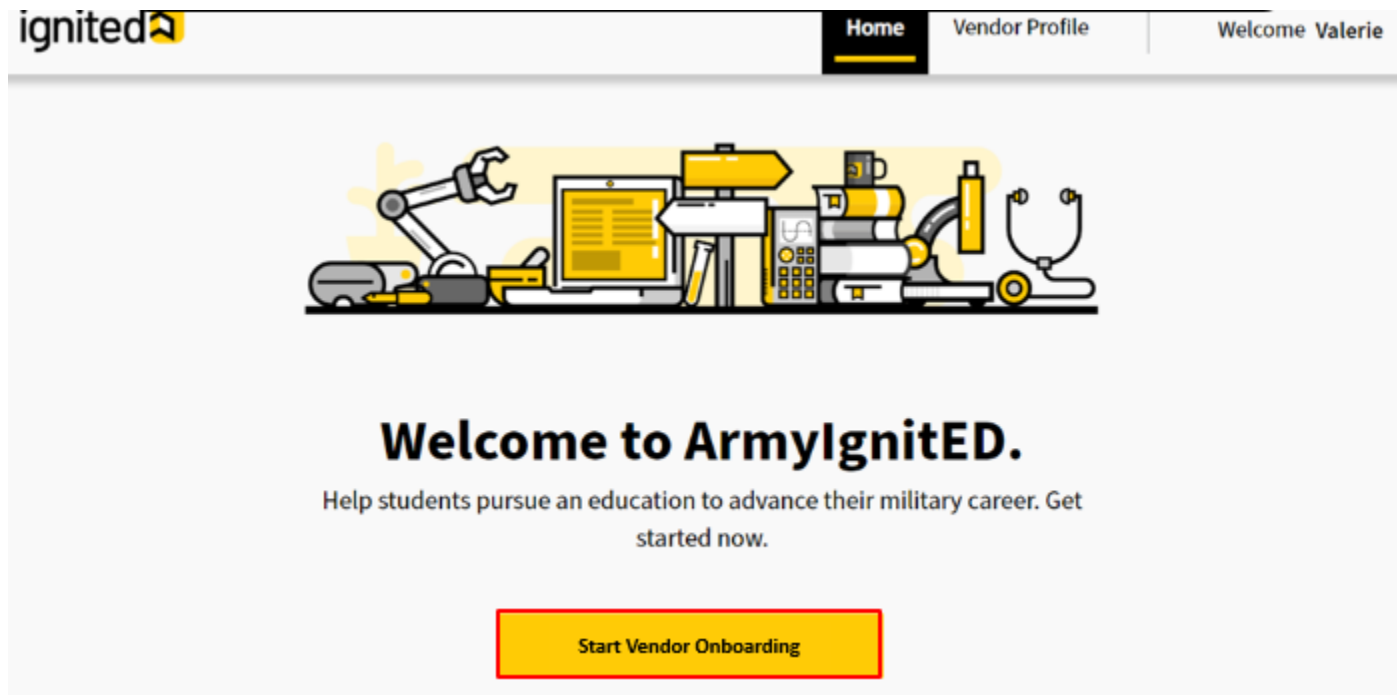 ignited
Home Vendor Profile Welcome Valerie
Welcome to ArmyIgnitED.
Help students pursue an education to advance their military career. Get
started now.
Start Vendor Onboarding